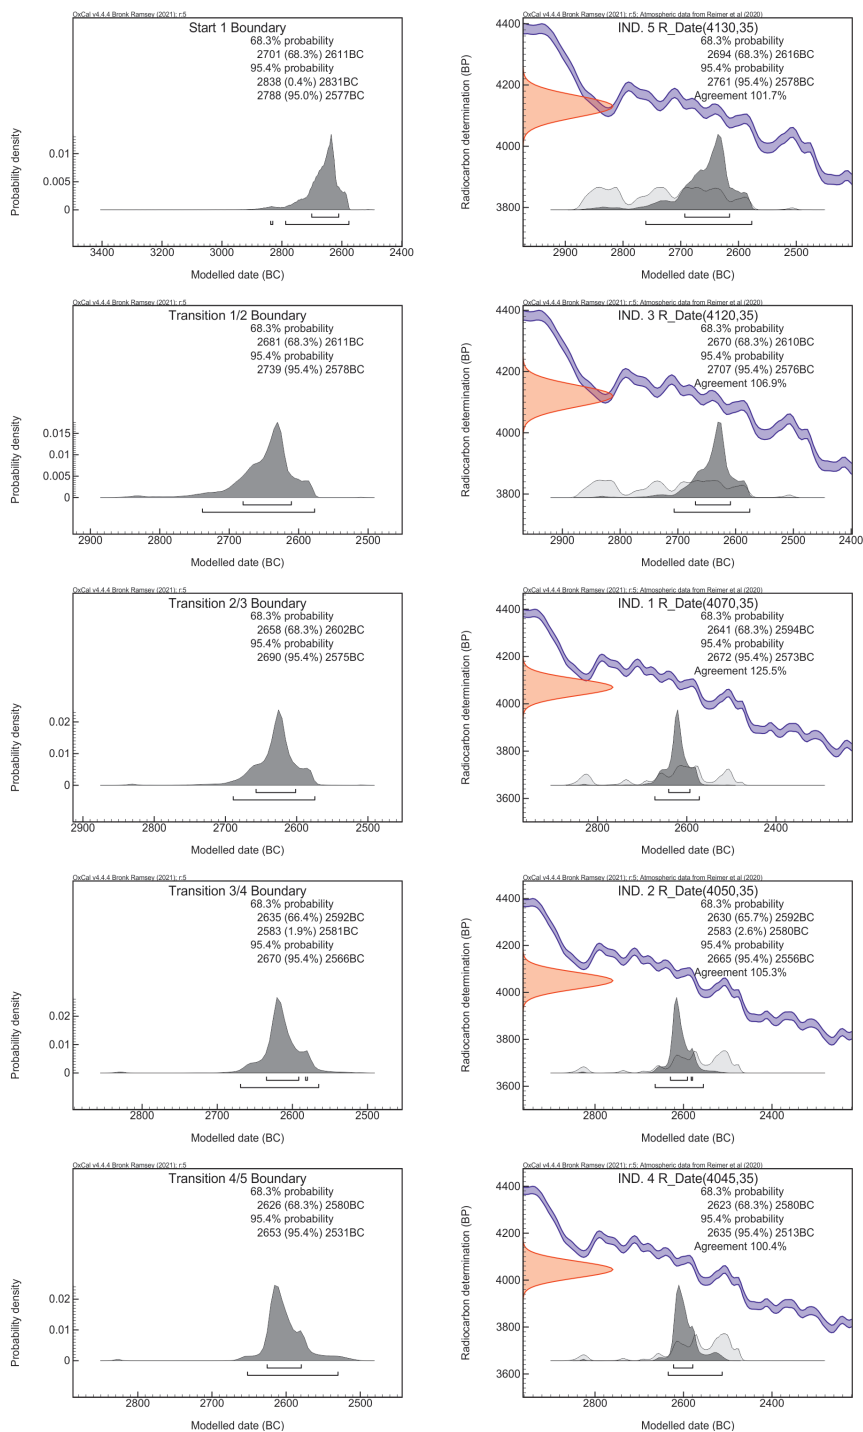 OxCal v4.4.4 Bronk Ramsey (2021); r:5
Start 1 Boundary
68.3% probability
2701 (68.3%) 2611BC
95.4% probability
2838 (0.4%) 2831BC
2788 (95.0%) 2577BC
Probability density
0.01
0.005
0
3400 3200 3000 2800 2600 2400
Modelled date (BC)
OxCal v4.4.4 Bronk Ramsey (2021); r:5; Atmospheric data from Reimer et al (2020)
IND. 5 R_Date(4130,35)
68.3% probability
2694 (68.3%) 2616BC
95.4% probability
2761 (95.4%) 2578BC
Agreement 101.7%
Radiocarbon determination (BP)
4400
4200
4000
3800
2900 2800 2700 2600 2500
Modelled date (BC)
OxCal v4.4.4 Bronk Ramsey (2021); r:5
Transition 1/2 Boundary
68.3% probability
2681 (68.3%) 2611BC
95.4% probability
2739 (95.4%) 2578BC
Probability density
0.015
0.01
0.005
0
2900 2800 2700 2600 2500
Modelled date (BC)
OxCal v4.4.4 Bronk Ramsey (2021); r:5; Atmospheric data from Reimer et al (2020)
IND. 3 R_Date(4120,35)
68.3% probability
2670 (68.3%) 2610BC
95.4% probability
2707 (95.4%) 2576BC
Agreement 106.9%
Radiocarbon determination (BP)
4400
4200
4000
3800
2900 2800 2700 2600 2500 2400
Modelled date (BC)
OxCal v4.4.4 Bronk Ramsey (2021); r:5
Transition 2/3 Boundary
68.3% probability
2658 (68.3%) 2602BC
95.4% probability
2690 (95.4%) 2575BC
Probability density
0.02
0.01
0
2900 2800 2700 2600 2500
Modelled date (BC)
OxCal v4.4.4 Bronk Ramsey (2021); r:5; Atmospheric data from Reimer et al (2020)
IND. 1 R_Date(4070,35)
68.3% probability
2641 (68.3%) 2594BC
95.4% probability
2672 (95.4%) 2573BC
Agreement 125.5%
Radiocarbon determination (BP)
4400
4200
4000
3800
3600
2800 2600 2400
Modelled date (BC)
OxCal v4.4.4 Bronk Ramsey (2021); r:5
Transition 3/4 Boundary
68.3% probability
2635 (66.4%) 2592BC
2583 (1.9%) 2581BC
95.4% probability
2670 (95.4%) 2566BC
Probability density
0.02
0.01
0
2800 2700 2600 2500
Modelled date (BC)
OxCal v4.4.4 Bronk Ramsey (2021); r:5; Atmospheric data from Reimer et al (2020)
IND. 2 R_Date(4050,35)
68.3% probability
2630 (65.7%) 2592BC
2583 (2.6%) 2580BC
95.4% probability
2665 (95.4%) 2556BC
Agreement 105.3%
Radiocarbon determination (BP)
4400
4200
4000
3800
3600
2800 2600 2400
Modelled date (BC)
OxCal v4.4.4 Bronk Ramsey (2021); r:5
Transition 4/5 Boundary
68.3% probability
2626 (68.3%) 2580BC
95.4% probability
2653 (95.4%) 2531BC
Probability density
0.02
0.01
0
2800 2700 2600 2500
Modelled date (BC)
OxCal v4.4.4 Bronk Ramsey (2021); r:5; Atmospheric data from Reimer et al (2020)
IND. 4 R_Date(4045,35)
68.3% probability
2623 (68.3%) 2580BC
95.4% probability
2635 (95.4%) 2513BC
Agreement 100.4%
Radiocarbon determination (BP)
4400
4200
4000
3800
3600
2800 2600 2400
Modelled date (BC)